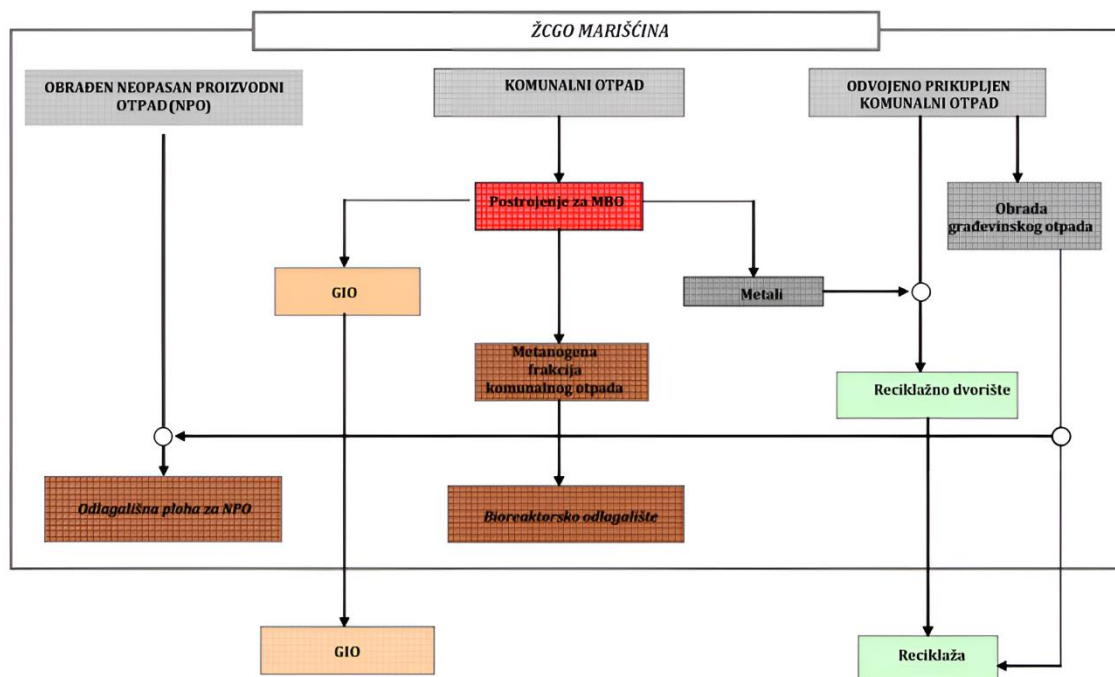 ŽCGO MARIŠĆINA
OBRAĐEN NEOPASAN PROIZVODNI
OTPAD(NPO)
KOMUNALNI OTPAD
ODVOJENO PRIKUPLJEN
KOMUNALNI OTPAD
Postrojenje za MBO
Obrada
građevinskog otpada
GIO
Metali
Metanogena
frakcija
komunalnog otpada
Reciklažno dvorište
Odlagališna ploha za NPO
Bioreaktorsko odlagalište
GIO
Reciklaža